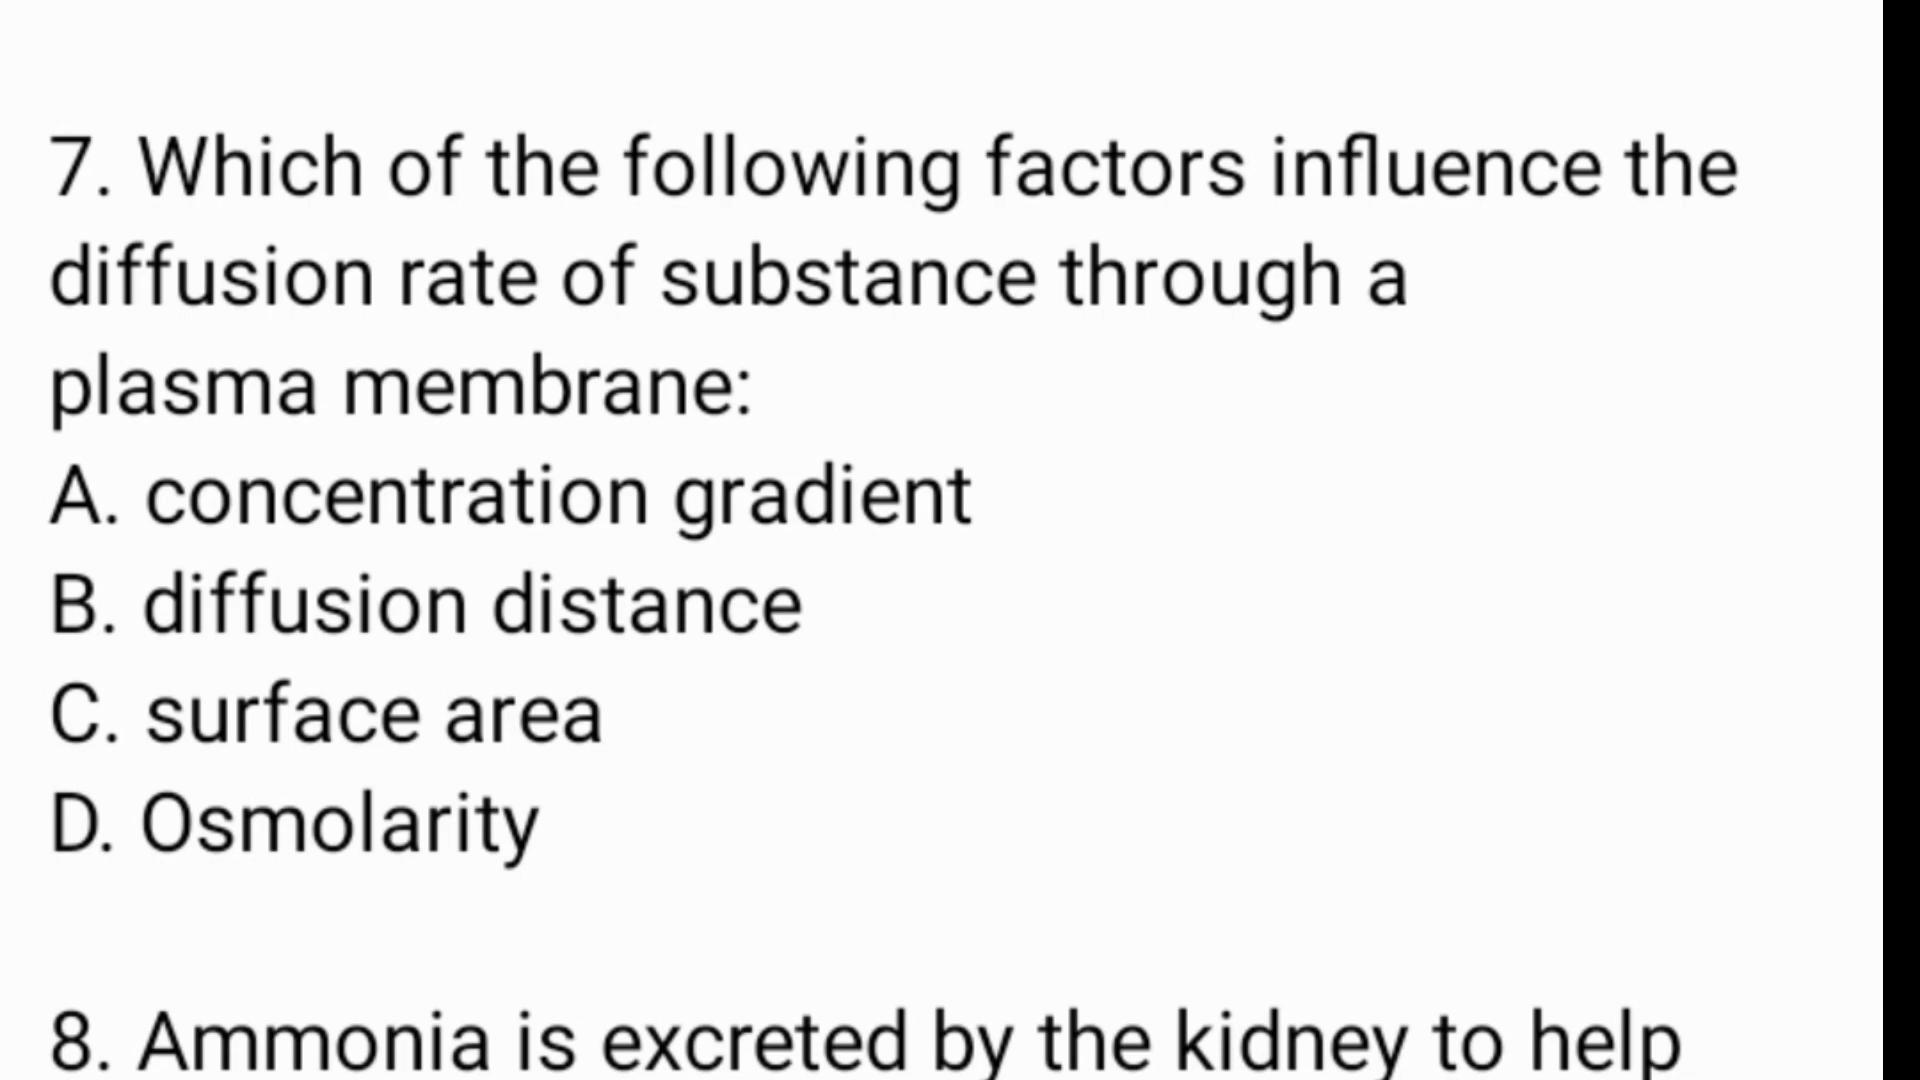 7. Which of the following factors influence the
diffusion rate of substance through a
plasma membrane:
A. concentration gradient
B. diffusion distance
C. surface area
D. Osmolarity
8. Ammonia is excreted by the kidney to help